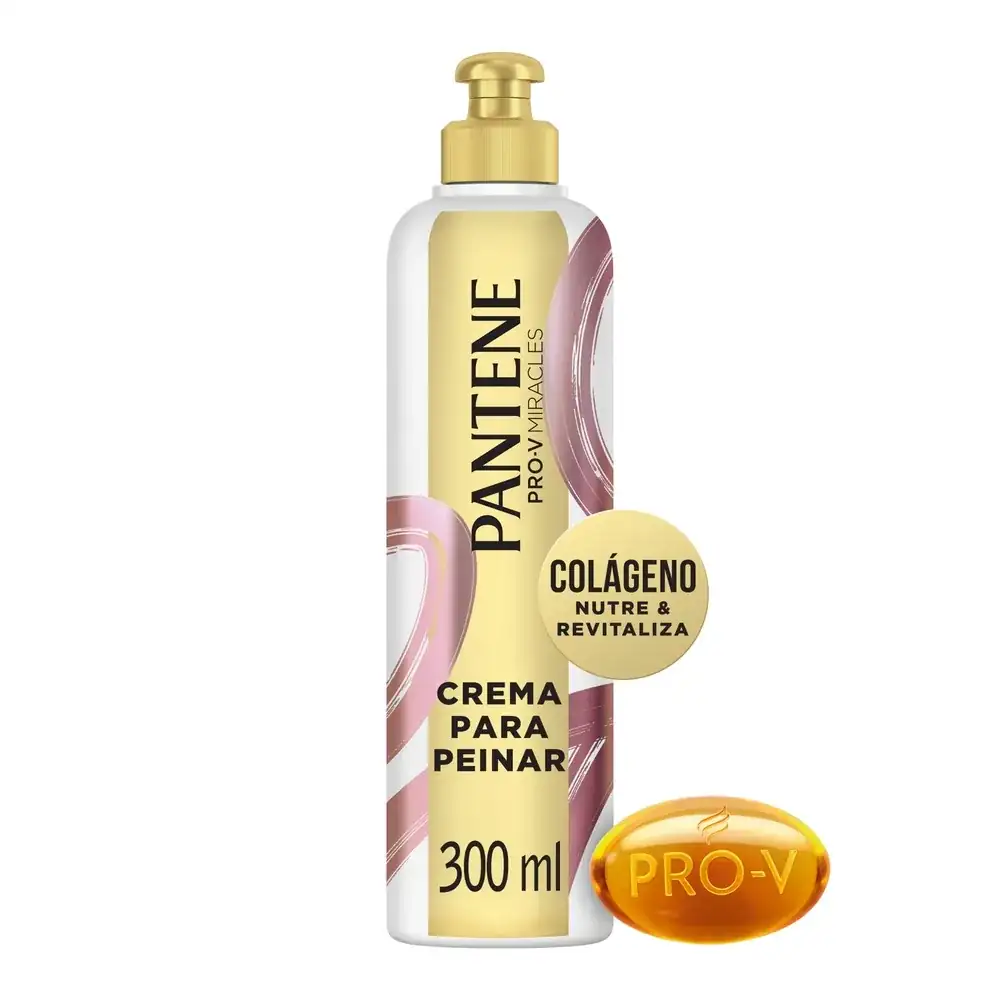 PANTENE
PRO-V MIRACLES
COLÁGENO
NUTRE &
REVITALIZA
CREMA
PARA
PEINAR
300 ml
PRO-V